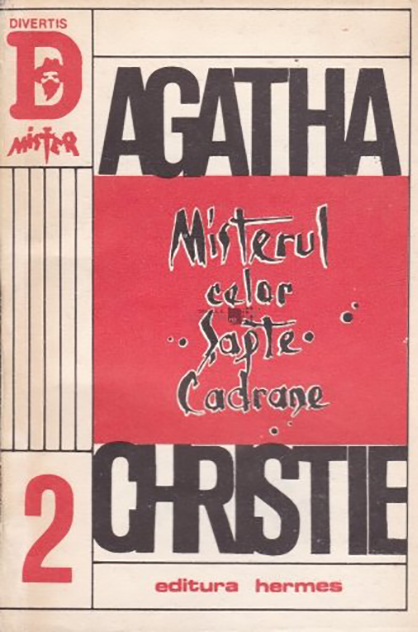 DIVERTIS
D
MisTER
AGATHA
Misterul
celor
Şapte
Cadrane
2
CHRISTIE
editura hermes